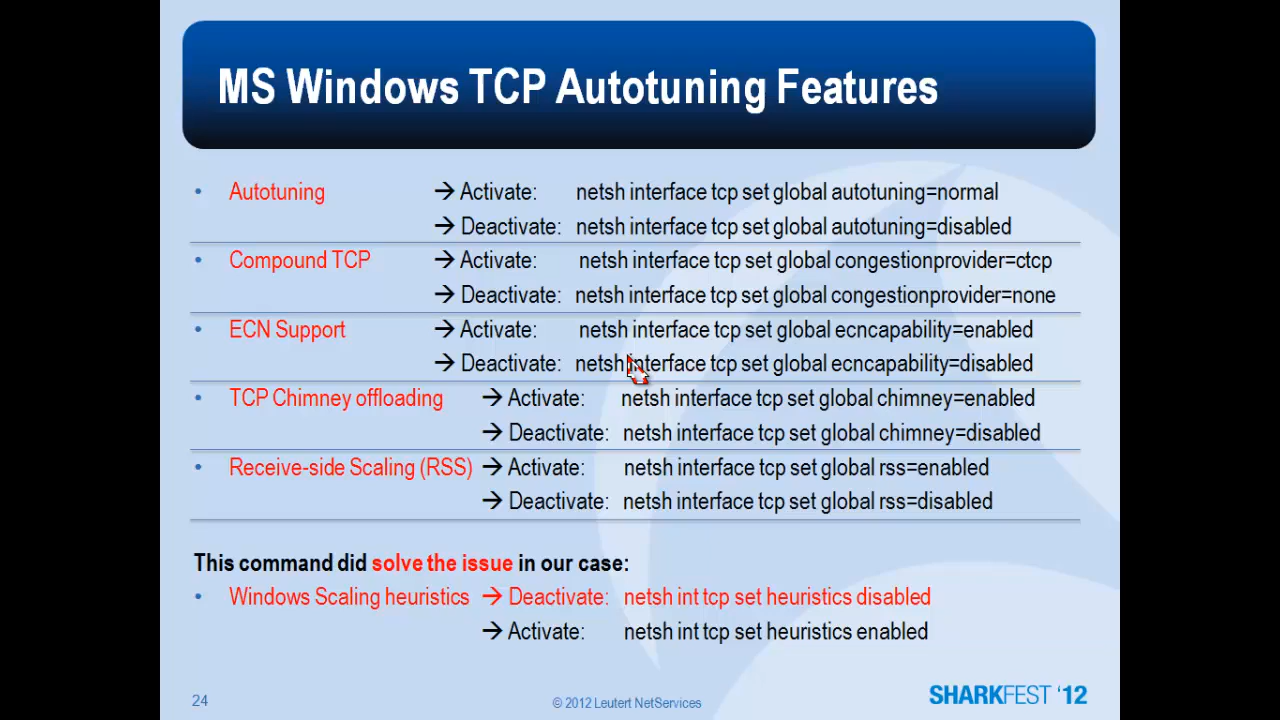 MS Windows TCP Autotuning Features
• Autotuning → Activate: netsh interface tcp set global autotuning=normal
→ Deactivate: netsh interface tcp set global autotuning=disabled
• Compound TCP → Activate: netsh interface tcp set global congestionprovider=ctcp
→ Deactivate: netsh interface tcp set global congestionprovider=none
• ECN Support → Activate: netsh interface tcp set global ecncapability=enabled
→ Deactivate: netsh interface tcp set global ecncapability=disabled
• TCP Chimney offloading → Activate: netsh interface tcp set global chimney=enabled
→ Deactivate: netsh interface tcp set global chimney=disabled
• Receive-side Scaling (RSS) → Activate: netsh interface tcp set global rss=enabled
→ Deactivate: netsh interface tcp set global rss=disabled
This command did solve the issue in our case:
• Windows Scaling heuristics → Deactivate: netsh int tcp set heuristics disabled
→ Activate: netsh int tcp set heuristics enabled
24 © 2012 Leutert NetServices SHARKFEST '12